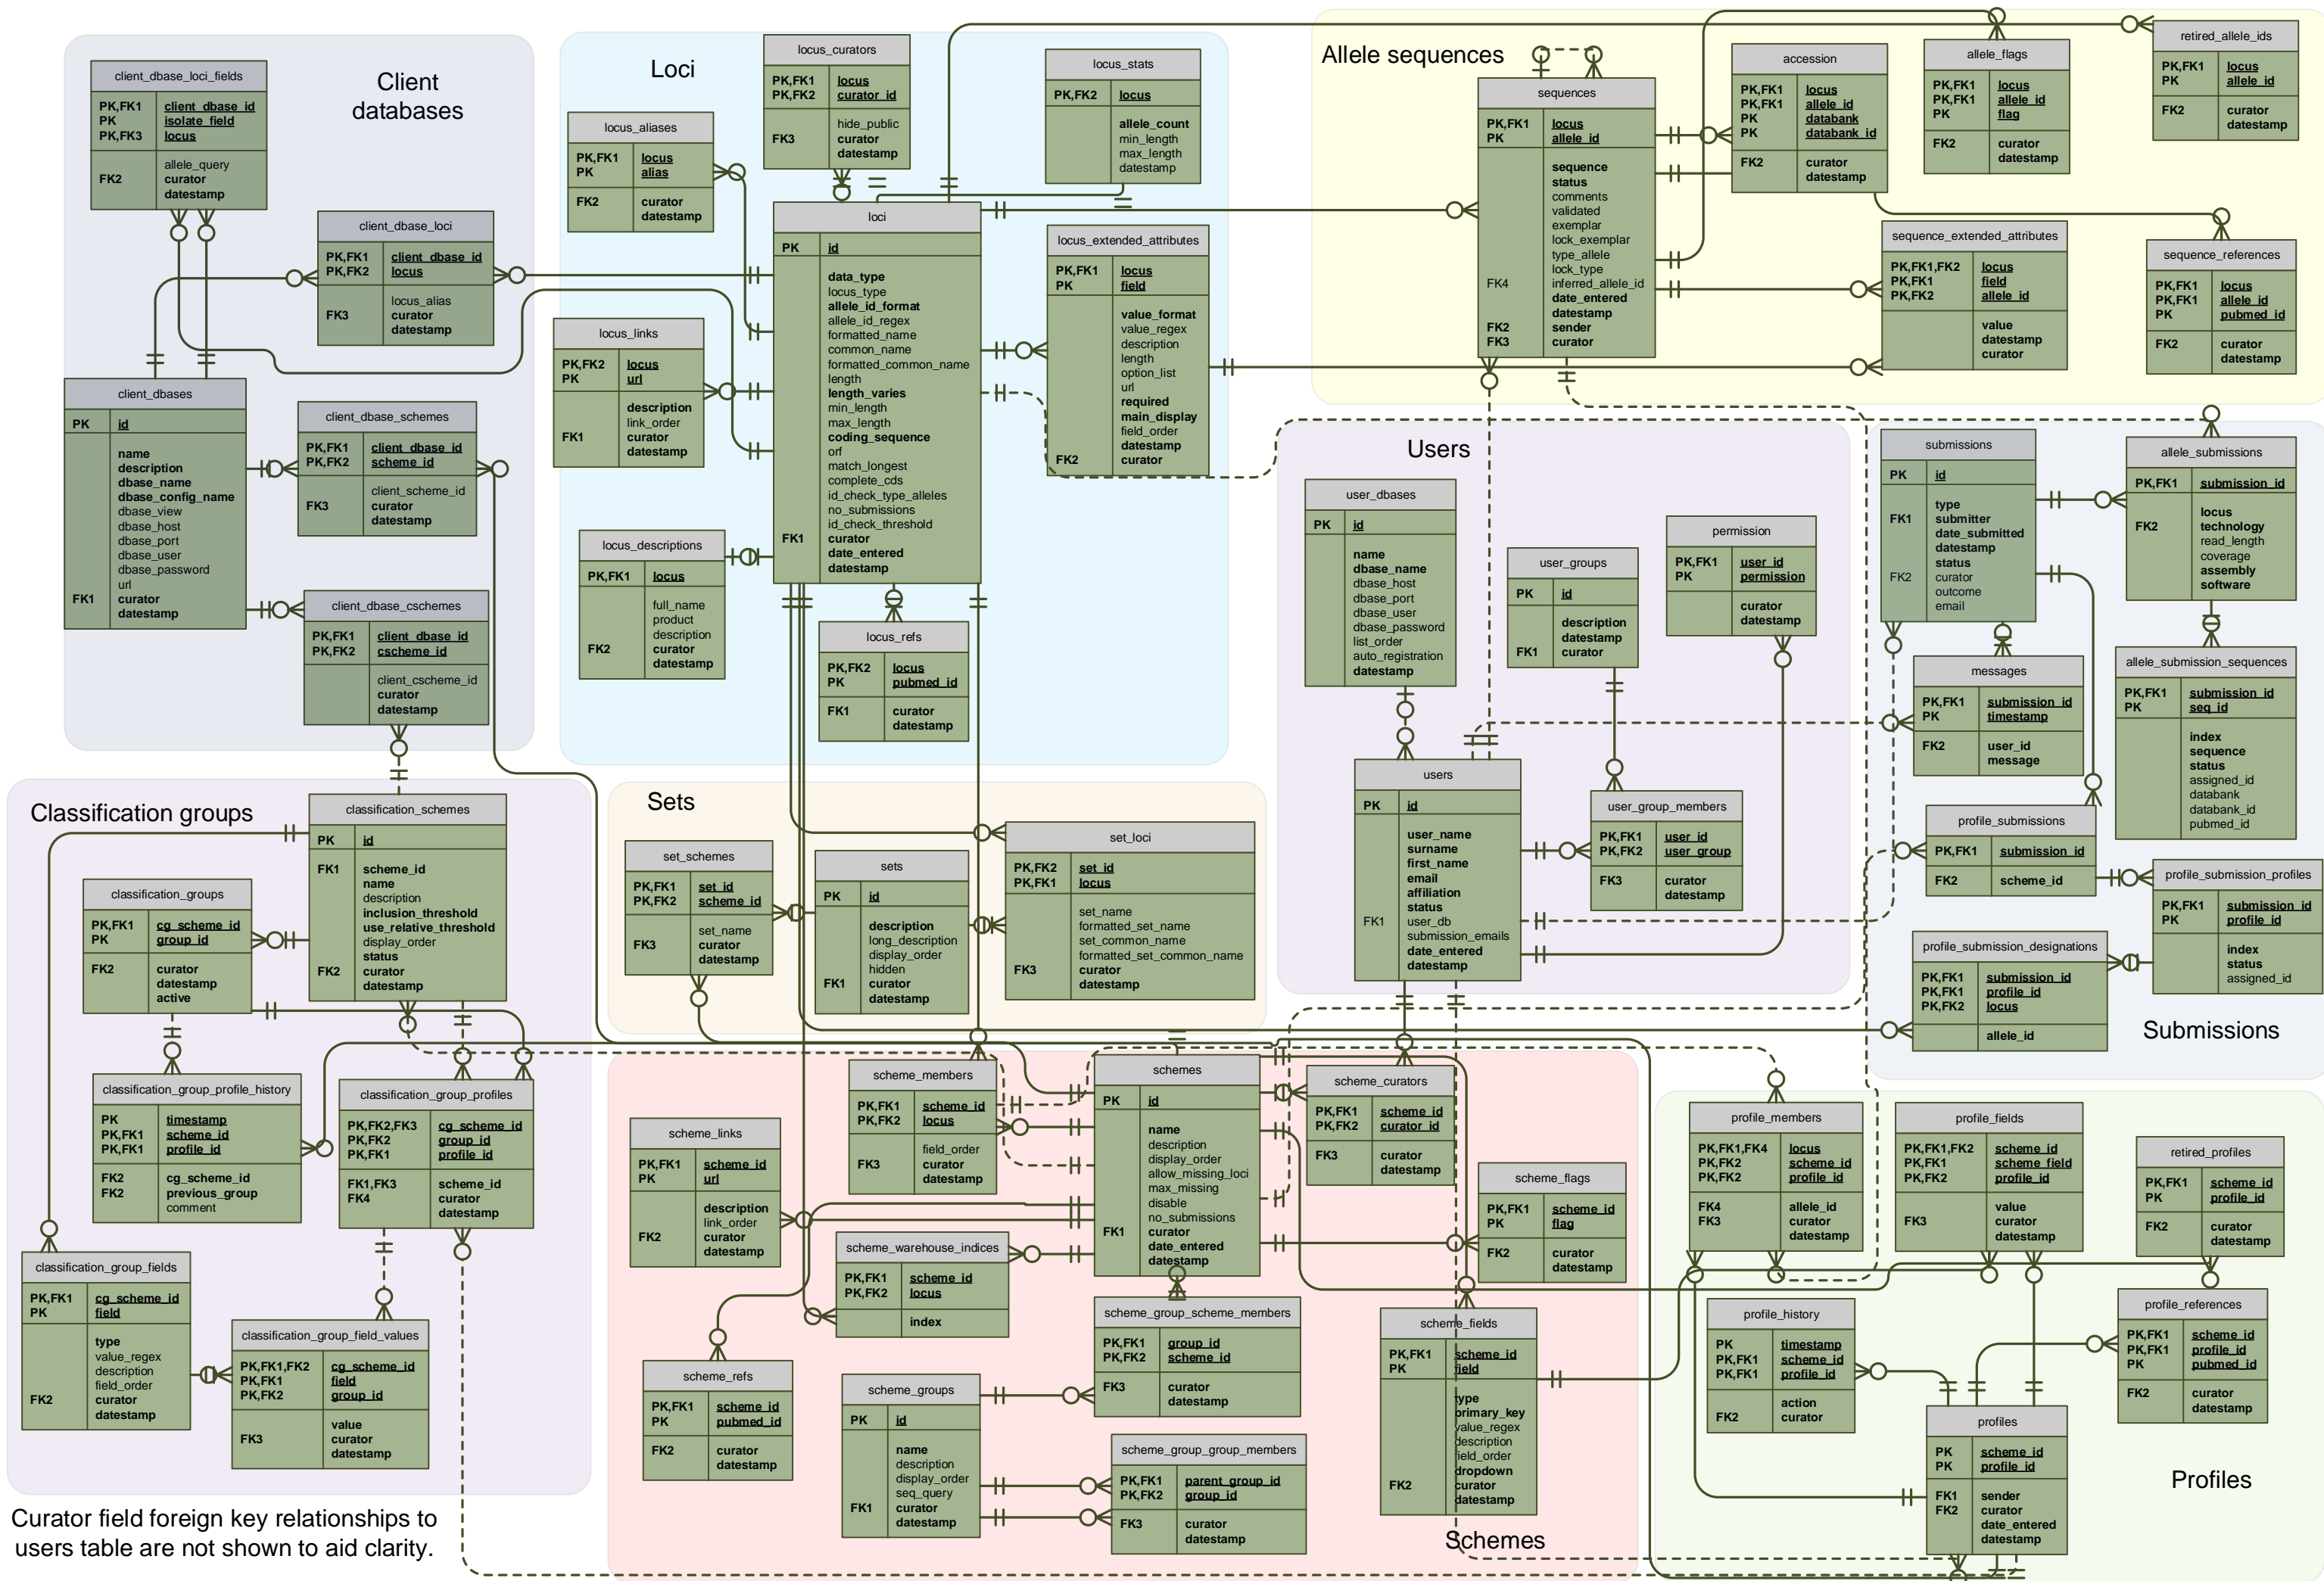 Client
databases
client_dbase_loci_fields
PK,FK1 client_dbase_id
PK isolate_field
PK,FK3 locus
allele_query
FK2 curator
datestamp
client_dbase_loci
PK,FK1 client_dbase_id
PK,FK2 locus
locus_alias
FK3 curator
datestamp
client_dbases
PK id
name
description
dbase_name
dbase_config_name
dbase_view
dbase_host
dbase_port
dbase_user
dbase_password
url
FK1 curator
datestamp
client_dbase_schemes
PK,FK1 client_dbase_id
PK,FK2 scheme_id
client_scheme_id
FK3 curator
datestamp
client_dbase_cschemes
PK,FK1 client_dbase_id
PK,FK2 cscheme_id
client_cscheme_id
curator
datestamp
Loci
locus_curators
PK,FK1 locus
PK,FK2 curator_id
hide_public
FK3 curator
datestamp
locus_stats
PK,FK2 locus
allele_count
min_length
max_length
datestamp
locus_aliases
PK,FK1 locus
PK alias
FK2 curator
datestamp
loci
PK id
data_type
locus_type
allele_id_format
allele_id_regex
formatted_name
common_name
formatted_common_name
length
length_varies
min_length
max_length
coding_sequence
orf
match_longest
complete_cds
id_check_type_alleles
no_submissions
id_check_threshold
FK1 curator
date_entered
datestamp
locus_extended_attributes
PK,FK1 locus
PK field
value_format
value_regex
description
length
option_list
url
required
main_display
field_order
datestamp
FK2 curator
locus_links
PK,FK2 locus
PK url
description
link_order
FK1 curator
datestamp
locus_descriptions
PK,FK1 locus
full_name
product
description
FK2 curator
datestamp
locus_refs
PK,FK2 locus
PK pubmed_id
FK1 curator
datestamp
Allele sequences
sequences
PK,FK1 locus
PK allele_id
sequence
status
comments
validated
exemplar
lock_exemplar
type_allele
lock_type
FK4 inferred_allele_id
date_entered
datestamp
FK2 sender
FK3 curator
accession
PK,FK1 locus
PK,FK1 allele_id
PK databank
PK databank_id
FK2 curator
datestamp
allele_flags
PK,FK1 locus
PK,FK1 allele_id
PK flag
FK2 curator
datestamp
retired_allele_ids
PK,FK1 locus
PK allele_id
FK2 curator
datestamp
sequence_extended_attributes
PK,FK1,FK2 locus
PK,FK1 field
PK,FK2 allele_id
value
datestamp
curator
sequence_references
PK,FK1 locus
PK,FK1 allele_id
PK pubmed_id
FK2 curator
datestamp
Users
user_dbases
PK id
name
dbase_name
dbase_host
dbase_port
dbase_user
dbase_password
list_order
auto_registration
datestamp
user_groups
PK id
description
datestamp
FK1 curator
permission
PK,FK1 user_id
PK permission
curator
datestamp
users
PK id
user_name
surname
first_name
email
affiliation
status
FK1 user_db
submission_emails
date_entered
datestamp
user_group_members
PK,FK1 user_id
PK,FK2 user_group
FK3 curator
datestamp
submissions
PK id
type
FK1 submitter
date_submitted
datestamp
status
FK2 curator
outcome
email
allele_submissions
PK,FK1 submission_id
FK2 locus
technology
read_length
coverage
assembly
software
messages
PK,FK1 submission_id
PK timestamp
FK2 user_id
message
allele_submission_sequences
PK,FK1 submission_id
PK seq_id
index
sequence
status
assigned_id
databank
databank_id
pubmed_id
profile_submissions
PK,FK1 submission_id
FK2 scheme_id
profile_submission_profiles
PK,FK1 submission_id
PK profile_id
index
status
assigned_id
profile_submission_designations
PK,FK1 submission_id
PK,FK1 profile_id
PK,FK2 locus
allele_id
Submissions
Classification groups
classification_schemes
PK id
FK1 scheme_id
name
description
inclusion_threshold
use_relative_threshold
display_order
status
FK2 curator
datestamp
classification_groups
PK,FK1 cg_scheme_id
PK group_id
FK2 curator
datestamp
active
classification_group_profile_history
PK timestamp
PK,FK1 scheme_id
PK,FK1 profile_id
FK2 cg_scheme_id
FK2 previous_group
comment
classification_group_profiles
PK,FK2,FK3 cg_scheme_id
PK,FK2 group_id
PK,FK1 profile_id
FK1,FK3 scheme_id
FK4 curator
datestamp
classification_group_fields
PK,FK1 cg_scheme_id
PK field
type
value_regex
description
field_order
FK2 curator
datestamp
classification_group_field_values
PK,FK1,FK2 cg_scheme_id
PK,FK1 field
PK,FK2 group_id
value
FK3 curator
datestamp
Curator field foreign key relationships to
users table are not shown to aid clarity.
Sets
set_schemes
PK,FK1 set_id
PK,FK2 scheme_id
set_name
FK3 curator
datestamp
sets
PK id
description
long_description
display_order
hidden
FK1 curator
datestamp
set_loci
PK,FK2 set_id
PK,FK1 locus
set_name
formatted_set_name
set_common_name
formatted_set_common_name
FK3 curator
datestamp
scheme_members
PK,FK1 scheme_id
PK,FK2 locus
field_order
FK3 curator
datestamp
schemes
PK id
name
description
display_order
allow_missing_loci
max_missing
disable
no_submissions
FK1 curator
date_entered
datestamp
scheme_curators
PK,FK1 scheme_id
PK,FK2 curator_id
FK3 curator
datestamp
scheme_links
PK,FK1 scheme_id
PK url
description
link_order
FK2 curator
datestamp
scheme_flags
PK,FK1 scheme_id
PK flag
FK2 curator
datestamp
scheme_warehouse_indices
PK,FK1 scheme_id
PK,FK2 locus
index
scheme_group_scheme_members
PK,FK1 group_id
PK,FK2 scheme_id
FK3 curator
datestamp
scheme_fields
PK,FK1 scheme_id
PK field
type
primary_key
value_regex
description
field_order
dropdown
FK2 curator
datestamp
scheme_refs
PK,FK1 scheme_id
PK pubmed_id
FK2 curator
datestamp
scheme_groups
PK id
name
description
display_order
seq_query
FK1 curator
datestamp
scheme_group_group_members
PK,FK1 parent_group_id
PK,FK2 group_id
FK3 curator
datestamp
Schemes
profile_members
PK,FK1,FK4 locus
PK,FK2 scheme_id
PK,FK2 profile_id
FK4 allele_id
FK3 curator
datestamp
profile_fields
PK,FK1,FK2 scheme_id
PK,FK1 scheme_field
PK,FK2 profile_id
value
FK3 curator
datestamp
retired_profiles
PK,FK1 scheme_id
PK profile_id
FK2 curator
datestamp
profile_history
PK timestamp
PK,FK1 scheme_id
PK,FK1 profile_id
action
FK2 curator
profile_references
PK,FK1 scheme_id
PK,FK1 profile_id
PK pubmed_id
FK2 curator
datestamp
profiles
PK scheme_id
PK profile_id
FK1 sender
FK2 curator
date_entered
datestamp
Profiles